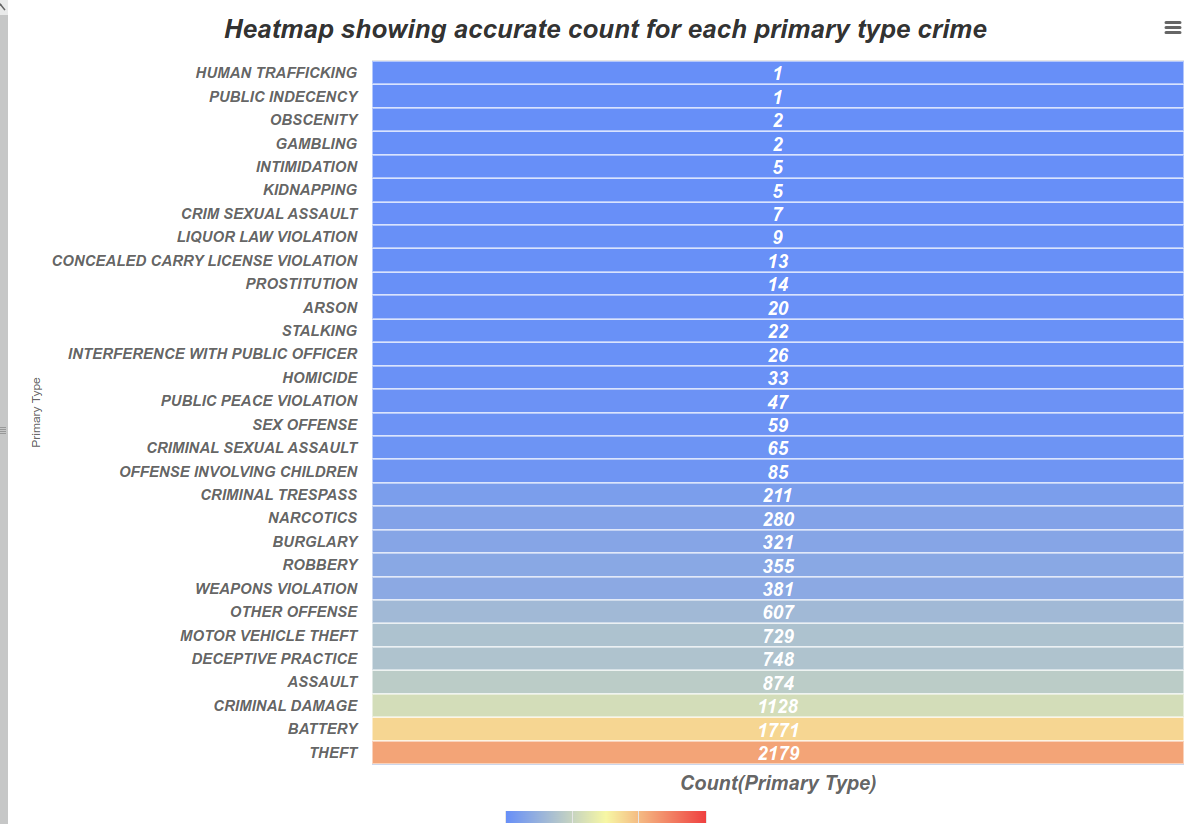 Heatmap showing accurate count for each primary type crime
HUMAN TRAFFICKING 1
PUBLIC INDECENCY 1
OBSCENITY 2
GAMBLING 2
INTIMIDATION 5
KIDNAPPING 5
CRIM SEXUAL ASSAULT 7
LIQUOR LAW VIOLATION 9
CONCEALED CARRY LICENSE VIOLATION 13
PROSTITUTION 14
ARSON 20
STALKING 22
INTERFERENCE WITH PUBLIC OFFICER 26
HOMICIDE 33
PUBLIC PEACE VIOLATION 47
SEX OFFENSE 59
CRIMINAL SEXUAL ASSAULT 65
OFFENSE INVOLVING CHILDREN 85
CRIMINAL TRESPASS 211
NARCOTICS 280
BURGLARY 321
ROBBERY 355
WEAPONS VIOLATION 381
OTHER OFFENSE 607
MOTOR VEHICLE THEFT 729
DECEPTIVE PRACTICE 748
ASSAULT 874
CRIMINAL DAMAGE 1128
BATTERY 1771
THEFT 2179
Primary Type
Count(Primary Type)